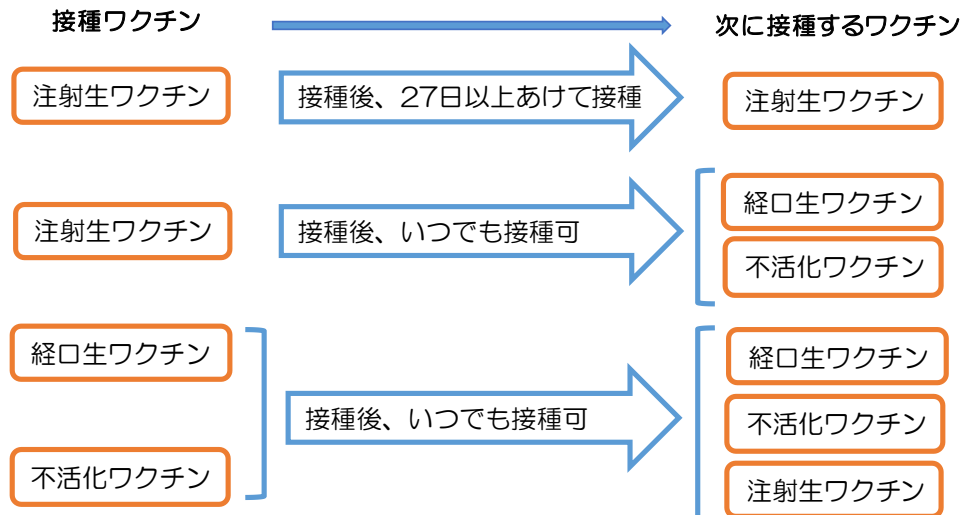 接種ワクチン
次に接種するワクチン
注射生ワクチン
接種後、27日以上あけて接種
注射生ワクチン
注射生ワクチン
接種後、いつでも接種可
経口生ワクチン
不活化ワクチン
経口生ワクチン
不活化ワクチン
接種後、いつでも接種可
経口生ワクチン
不活化ワクチン
注射生ワクチン